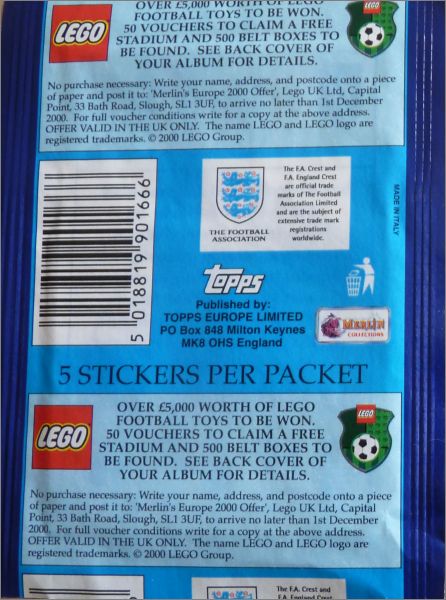 OVER £5,000 WORTH OF LEGO
FOOTBALL TOYS TO BE WON.
50 VOUCHERS TO CLAIM A FREE
STADIUM AND 500 BELT BOXES TO
BE FOUND. SEE BACK COVER OF
YOUR ALBUM FOR DETAILS.
LEGO
LEGO
No purchase necessary: Write your name, address, and postcode onto a piece
of paper and post it to: 'Merlin's Europe 2000 Offer', Lego UK Ltd, Capital
Point, 33 Bath Road, Slough, SL1 3UF, to arrive no later than 1st December
2000. For full voucher conditions write for a copy at the above address.
OFFER VALID IN THE UK ONLY. The name LEGO and LEGO logo are
registered trademarks. © 2000 LEGO Group.
5 018819 901666
THE FOOTBALL
ASSOCIATION
The F.A. Crest and
F.A. England Crest
are official trade
marks of The Football
Association Limited
and are the subject of
extensive trade mark
registrations
worldwide.
MADE IN ITALY
topps
Published by:
TOPPS EUROPE LIMITED
PO Box 848 Milton Keynes
MK8 OHS England
MERLIN
COLLECTIONS
5 STICKERS PER PACKET
OVER £5,000 WORTH OF LEGO
FOOTBALL TOYS TO BE WON.
50 VOUCHERS TO CLAIM A FREE
STADIUM AND 500 BELT BOXES TO
BE FOUND. SEE BACK COVER OF
YOUR ALBUM FOR DETAILS.
LEGO
LEGO
No purchase necessary: Write your name, address, and postcode onto a piece
of paper and post it to: 'Merlin's Europe 2000 Offer', Lego UK Ltd, Capital
Point, 33 Bath Road, Slough, SL1 3UF, to arrive no later than 1st December
2000. For full voucher conditions write for a copy at the above address.
OFFER VALID IN THE UK ONLY. The name LEGO and LEGO logo are
registered trademarks. © 2000 LEGO Group.
The F.A. Crest and
F.A. England Crest